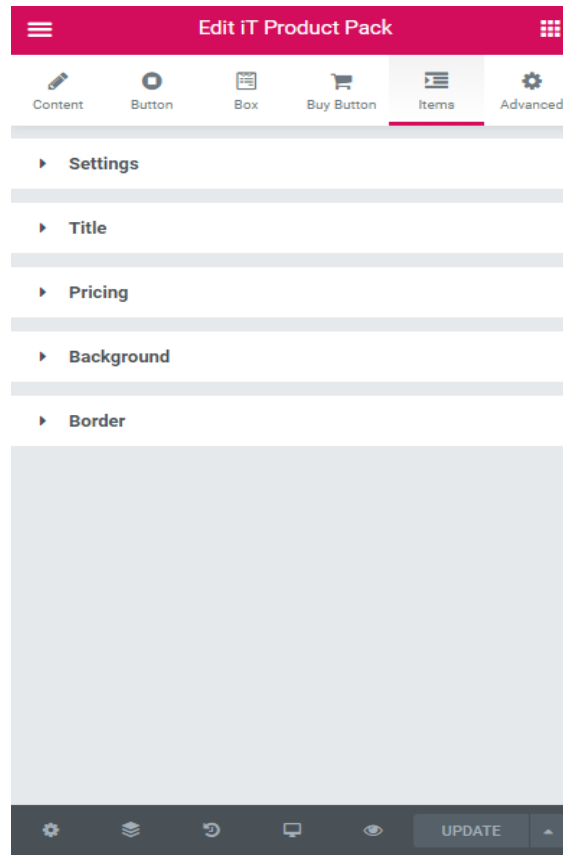 Edit iT Product Pack
Content Button Box Buy Button Items Advanced
Settings
Title
Pricing
Background
Border
UPDATE